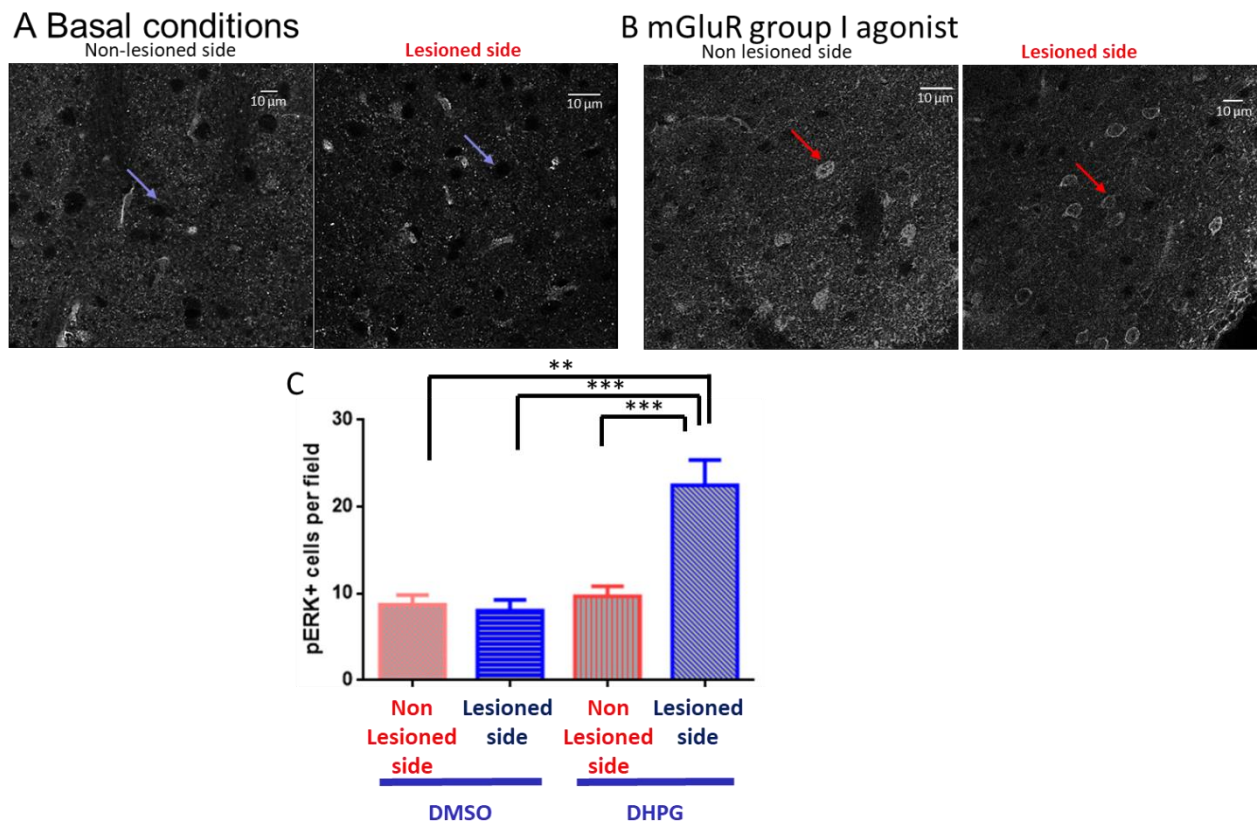 A Basal conditions
Non-lesioned side
Lesioned side
10 µm
10 µm
B mGluR group I agonist
Non lesioned side
Lesioned side
10 µm
10 µm
C
**
***
***
pERK+ cells per field
30
20
10
0
Non
Lesioned
side
Lesioned
side
Non
Lesioned
side
Lesioned
side
DMSO
DHPG